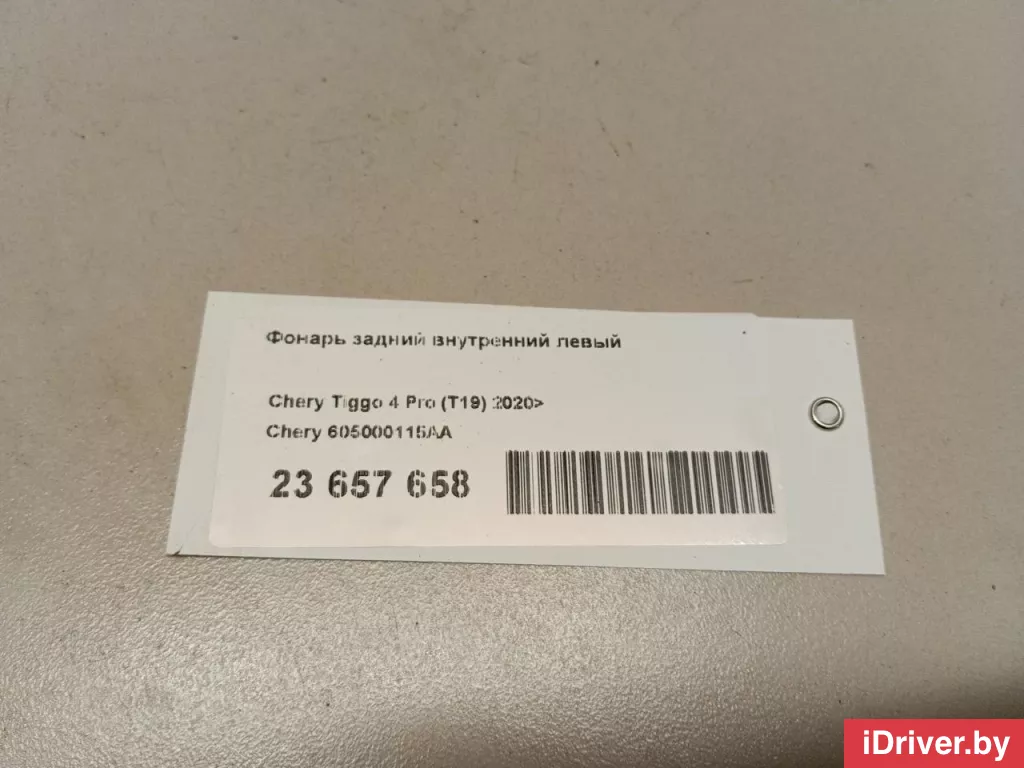 Фонарь задний внутренний левый
Chery Tiggo 4 Pro (T19) 2020>
Chery 605000115AA
23 657 658
iDriver.by